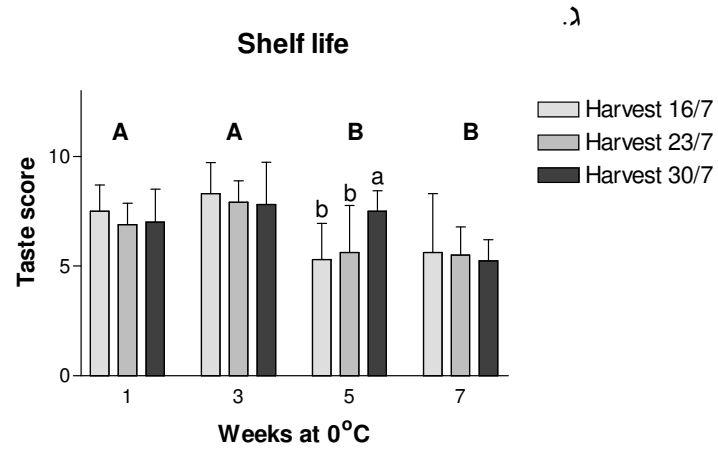 ג.
Shelf life
Harvest 16/7
Harvest 23/7
Harvest 30/7
A A B B
b b a
10
5
0
Taste score
1 3 5 7
Weeks at 0°C